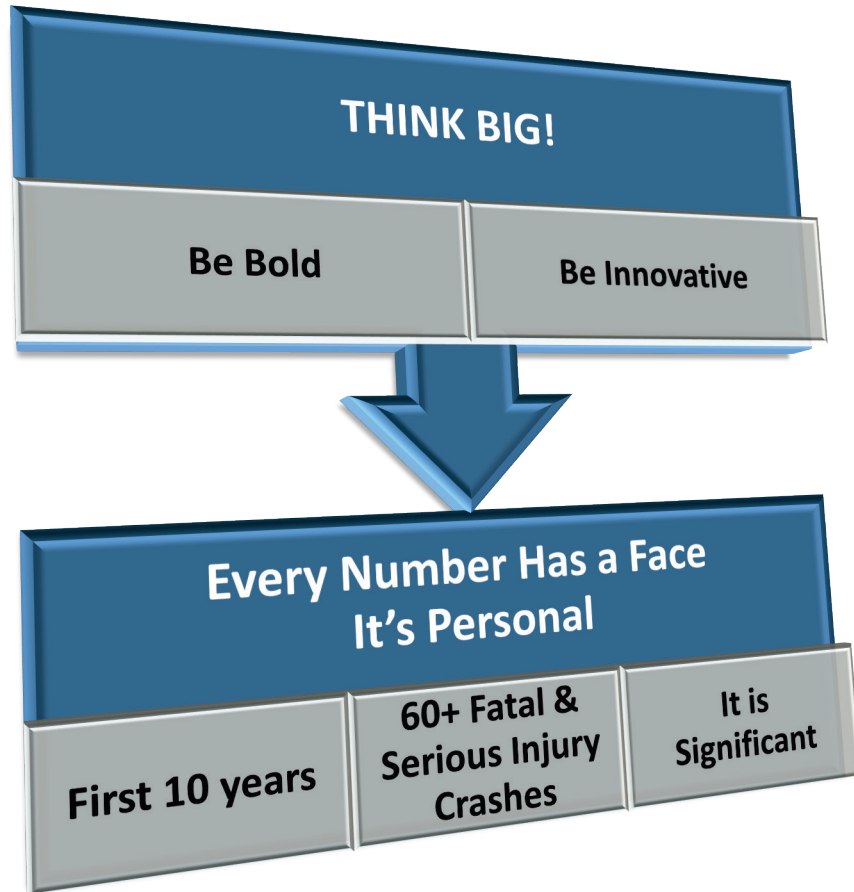 THINK BIG!
Be Bold
Be Innovative
Every Number Has a Face
It’s Personal
First 10 years
60+ Fatal &
Serious Injury
Crashes
It is
Significant